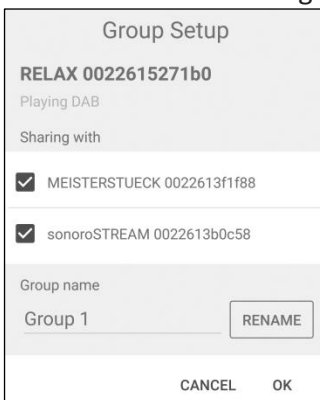 Group Setup
RELAX 0022615271b0
Playing DAB
Sharing with
MEISTERSTUECK 0022613f1f88
sonoroSTREAM 0022613b0c58
Group name
Group 1 RENAME
CANCEL OK